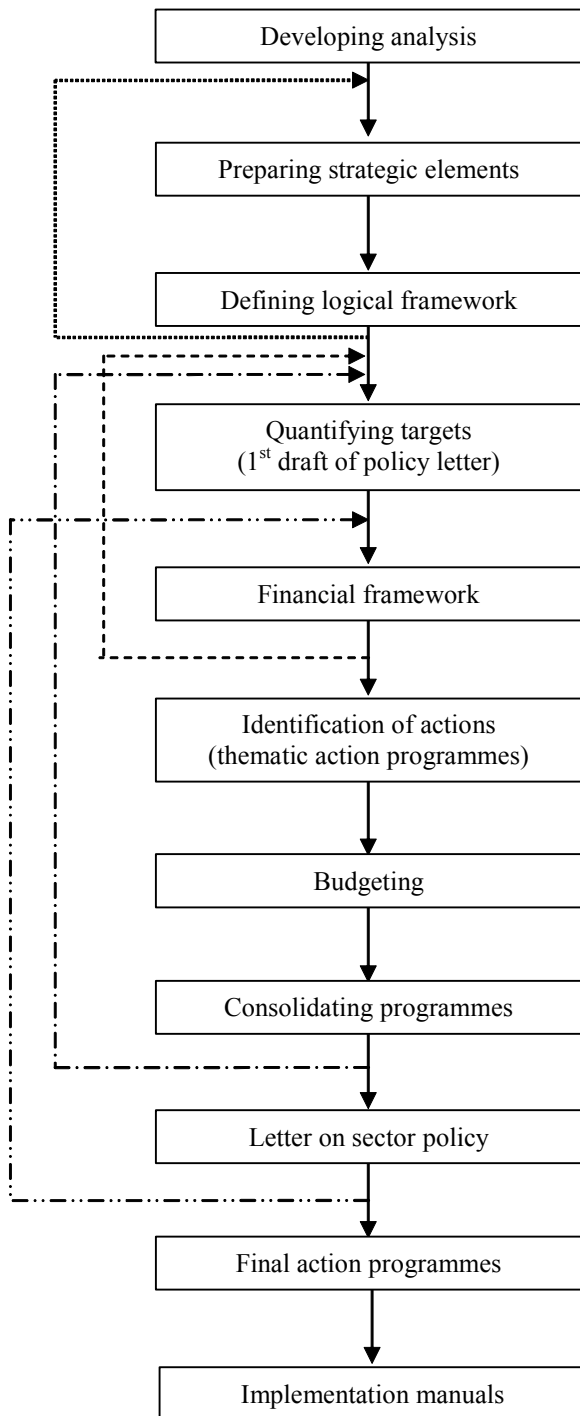 Developing analysis
Preparing strategic elements
Defining logical framework
Quantifying targets
(1st draft of policy letter)
Financial framework
Identification of actions
(thematic action programmes)
Budgeting
Consolidating programmes
Letter on sector policy
Final action programmes
Implementation manuals